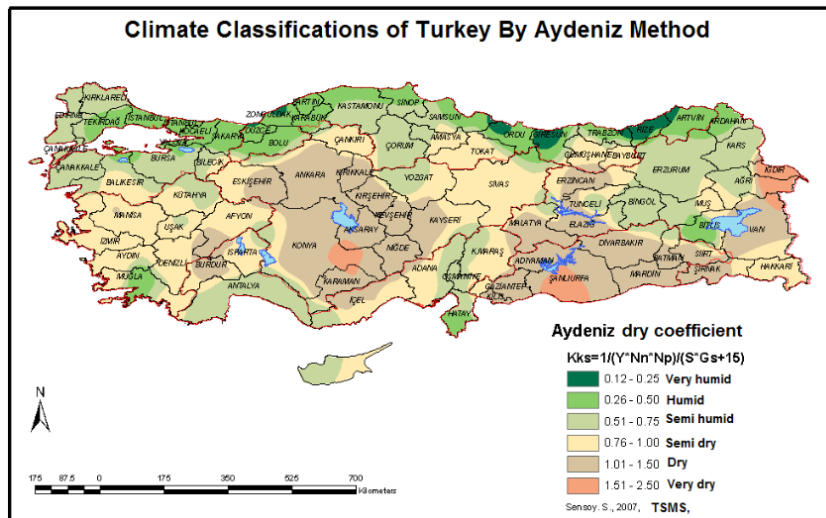 Climate Classifications of Turkey By Aydeniz Method
KIRKLARELİ
TEKİRDAĞ
İSTANBUL
KOCAELİ
SAKARYA
DÜZCE
BOLU
ZONGULDAK
BARTIN
KARABÜK
KASTAMONU
SİNOP
SAMSUN
ORDU
GİRESUN
TRABZON
RİZE
ARTVİN
ARDAHAN
ÇANAKKALE
ÇANAKKALE
BURSA
BİLECİK
ÇANKIRI
ÇORUM
AMASYA
TOKAT
GÜMÜŞHANE
BAYBURT
KARS
ERZURUM
IĞDIR
AĞRI
BALIKESİR
KÜTAHYA
ESKİŞEHİR
ANKARA
KIRIKKALE
YOZGAT
SİVAS
ERZİNCAN
TUNCELİ
BİNGÖL
MUŞ
MANİSA
UŞAK
AFYON
KIRŞEHİR
NEVŞEHİR
KAYSERİ
MALATYA
ELAZIĞ
BİTLİS
VAN
İZMİR
AYDIN
DENİZLİ
ISPARTA
BURDUR
KONYA
AKSARAY
NİĞDE
K.MARAŞ
ADIYAMAN
DİYARBAKIR
BATMAN
SİİRT
MARDİN
ŞIRNAK
HAKKARİ
MUĞLA
ANTALYA
KARAMAN
İÇEL
ADANA
OSMANİYE
GAZİANTEP
KİLİS
ŞANLIURFA
HATAY
Aydeniz dry coefficient
Kks=1/(Y*Nn*Np)/(S*Gs+15)
0.12 - 0.25 Very humid
0.26 - 0.50 Humid
0.51 - 0.75 Semi humid
0.76 - 1.00 Semi dry
1.01 - 1.50 Dry
1.51 - 2.50 Very dry
N
175 87.5 0 175 350 525 700
Kilometers
Sensoy. S., 2007, TSMS,